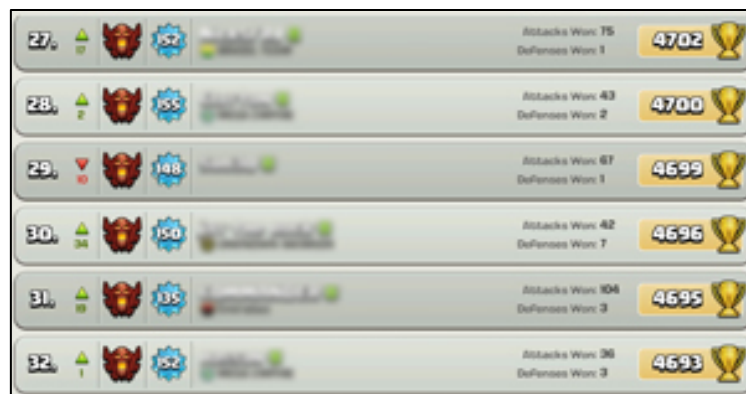 27. 17 152 Attacks Won: 75 4702
Defenses Won: 1
28. 2 155 Attacks Won: 43 4700
Defenses Won: 2
29. 10 148 Attacks Won: 67 4699
Defenses Won: 1
30. 34 150 Attacks Won: 42 4696
Defenses Won: 7
31. 19 135 Attacks Won: 104 4695
Defenses Won: 3
32. 1 152 Attacks Won: 36 4693
Defenses Won: 3